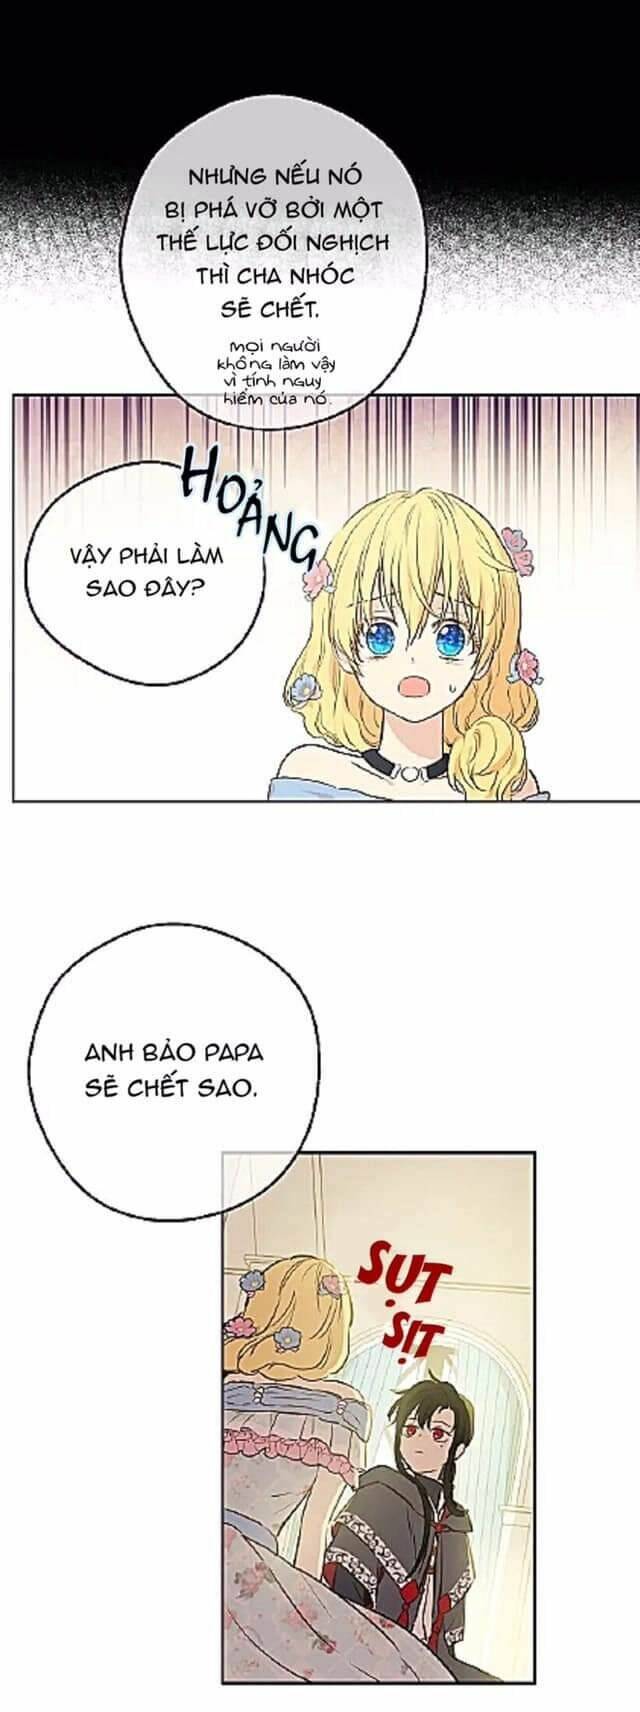 NHƯNG NẾU NÓ
BỊ PHÁ VỠ BỞI MỘT
THẾ LỰC ĐỐI NGHỊCH
THÌ CHA NHÓC
SẼ CHẾT.
mọi người
không làm vậy
vì tính nguy
hiểm của nó.
HOẢNG
VẬY PHẢI LÀM
SAO ĐÂY?
ANH BẢO PAPA
SẼ CHẾT SAO.
SỤT
SỊT